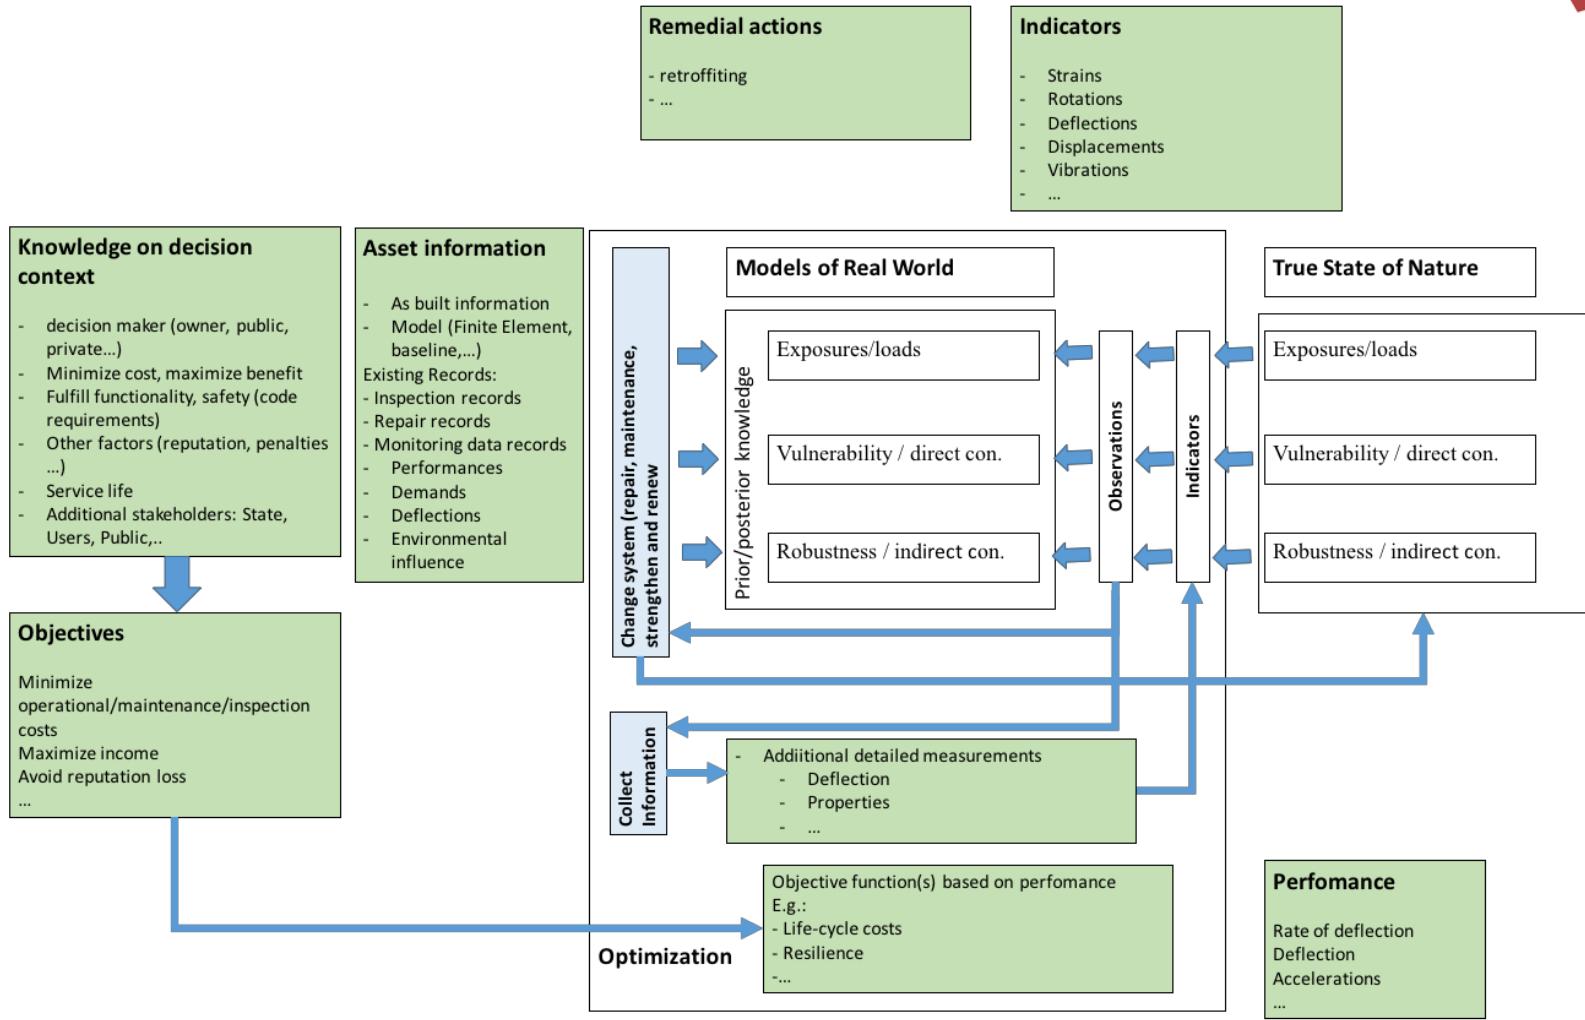 Remedial actions
- retroffiting
- ...
Indicators
- Strains
- Rotations
- Deflections
- Displacements
- Vibrations
- ...
Knowledge on decision
context
- decision maker (owner, public,
private...)
- Minimize cost, maximize benefit
- Fulfill functionality, safety (code
requirements)
- Other factors (reputation, penalties
...)
- Service life
- Additional stakeholders: State,
Users, Public,..
Asset information
- As built information
- Model (Finite Element,
baseline,...)
Existing Records:
- Inspection records
- Repair records
- Monitoring data records
- Performances
- Demands
- Deflections
- Environmental
influence
Change system (repair, maintenance,
strengthen and renew
Models of Real World
Prior/posterior knowledge
Exposures/loads
Vulnerability / direct con.
Robustness / indirect con.
Observations
Indicators
True State of Nature
Exposures/loads
Vulnerability / direct con.
Robustness / indirect con.
Objectives
Minimize
operational/maintenance/inspection
costs
Maximize income
Avoid reputation loss
...
Collect
Information
- Addiitional detailed measurements
- Deflection
- Properties
- ...
Objective function(s) based on perfomance
E.g.:
- Life-cycle costs
- Resilience
-...
Optimization
Perfomance
Rate of deflection
Deflection
Accelerations
...